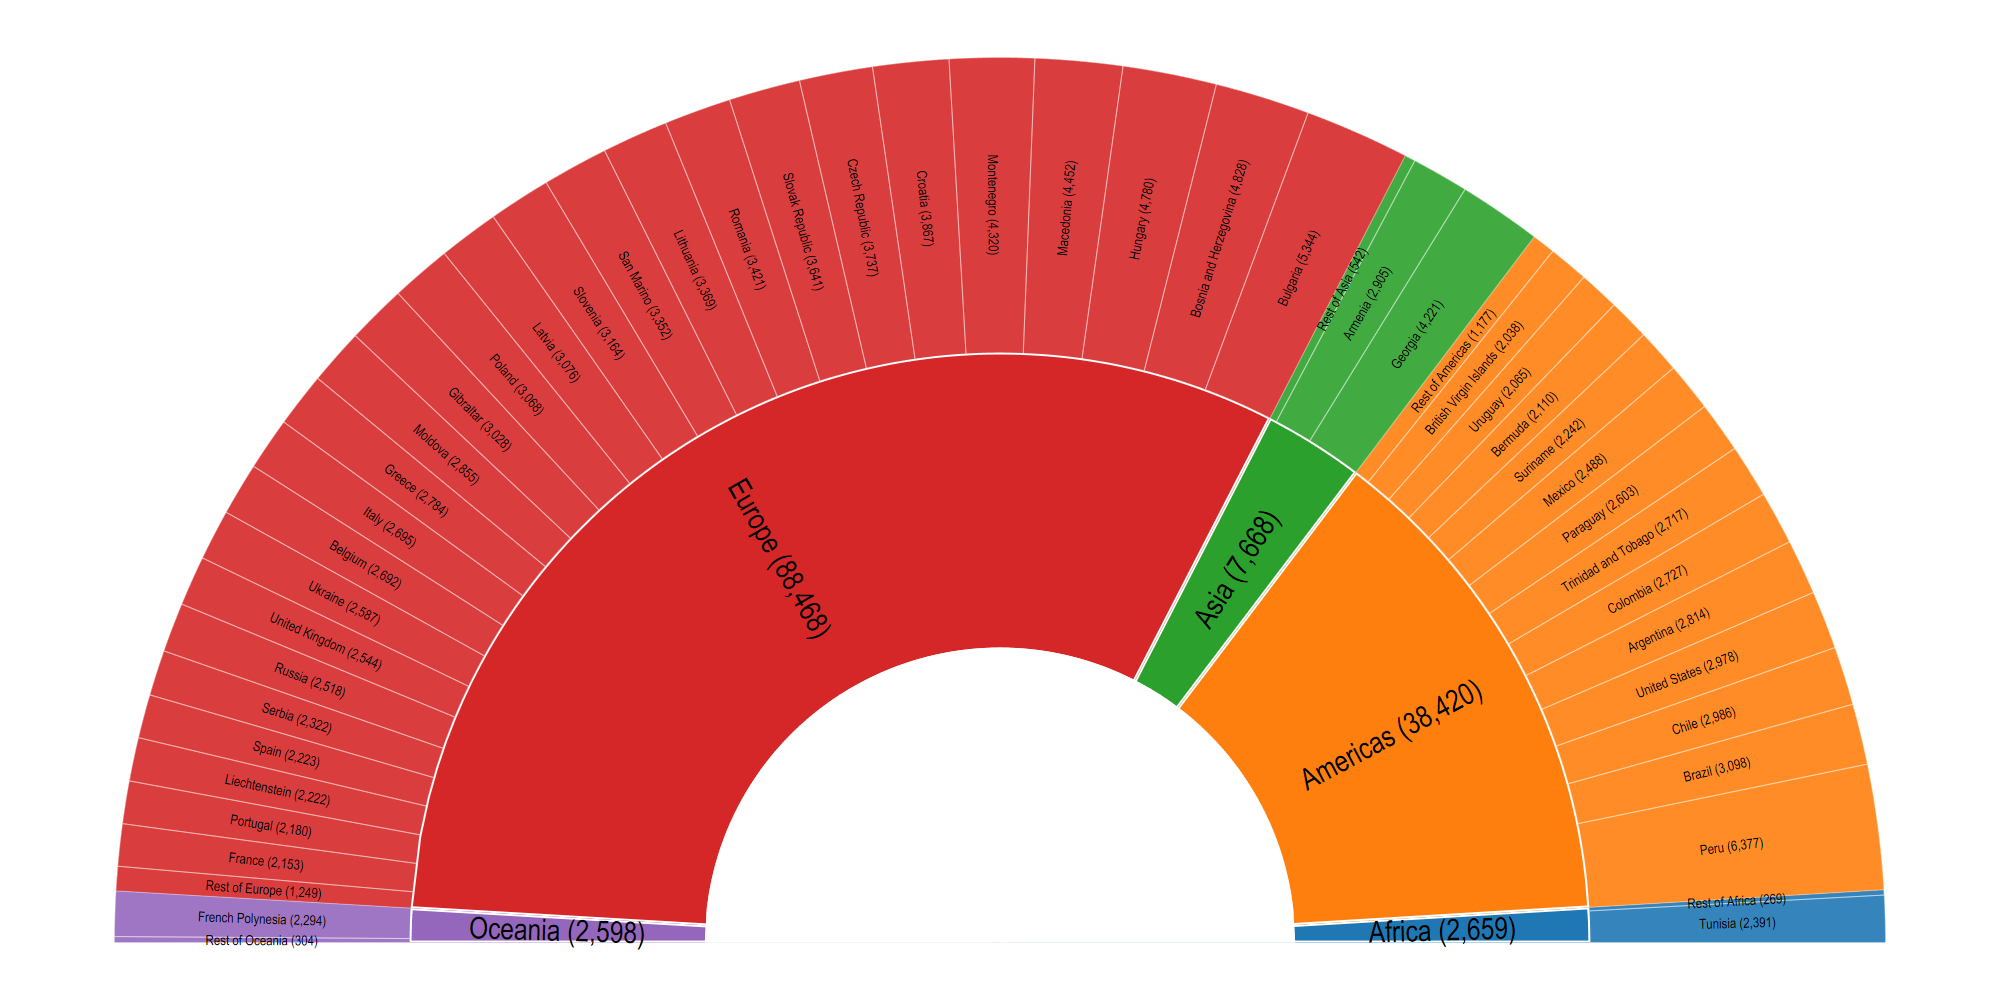 Oceania (2,598)
Europe (88,468)
Asia (7,668)
Americas (38,420)
Africa (2,659)
Rest of Oceania (304)
French Polynesia (2,294)
Rest of Europe (1,249)
France (2,153)
Portugal (2,180)
Liechtenstein (2,222)
Spain (2,223)
Serbia (2,322)
Russia (2,518)
United Kingdom (2,544)
Ukraine (2,587)
Belgium (2,692)
Italy (2,695)
Greece (2,784)
Moldova (2,855)
Gibraltar (3,028)
Poland (3,068)
Latvia (3,076)
Slovenia (3,164)
San Marino (3,352)
Lithuania (3,369)
Romania (3,421)
Slovak Republic (3,641)
Czech Republic (3,737)
Croatia (3,867)
Montenegro (4,320)
Macedonia (4,452)
Hungary (4,780)
Bosnia and Herzegovina (4,828)
Bulgaria (5,344)
Rest of Asia (542)
Armenia (2,905)
Georgia (4,221)
Rest of Americas (1,177)
British Virgin Islands (2,038)
Uruguay (2,065)
Bermuda (2,110)
Suriname (2,242)
Mexico (2,488)
Paraguay (2,603)
Trinidad and Tobago (2,717)
Colombia (2,727)
Argentina (2,814)
United States (2,978)
Chile (2,986)
Brazil (3,098)
Peru (6,377)
Rest of Africa (269)
Tunisia (2,391)